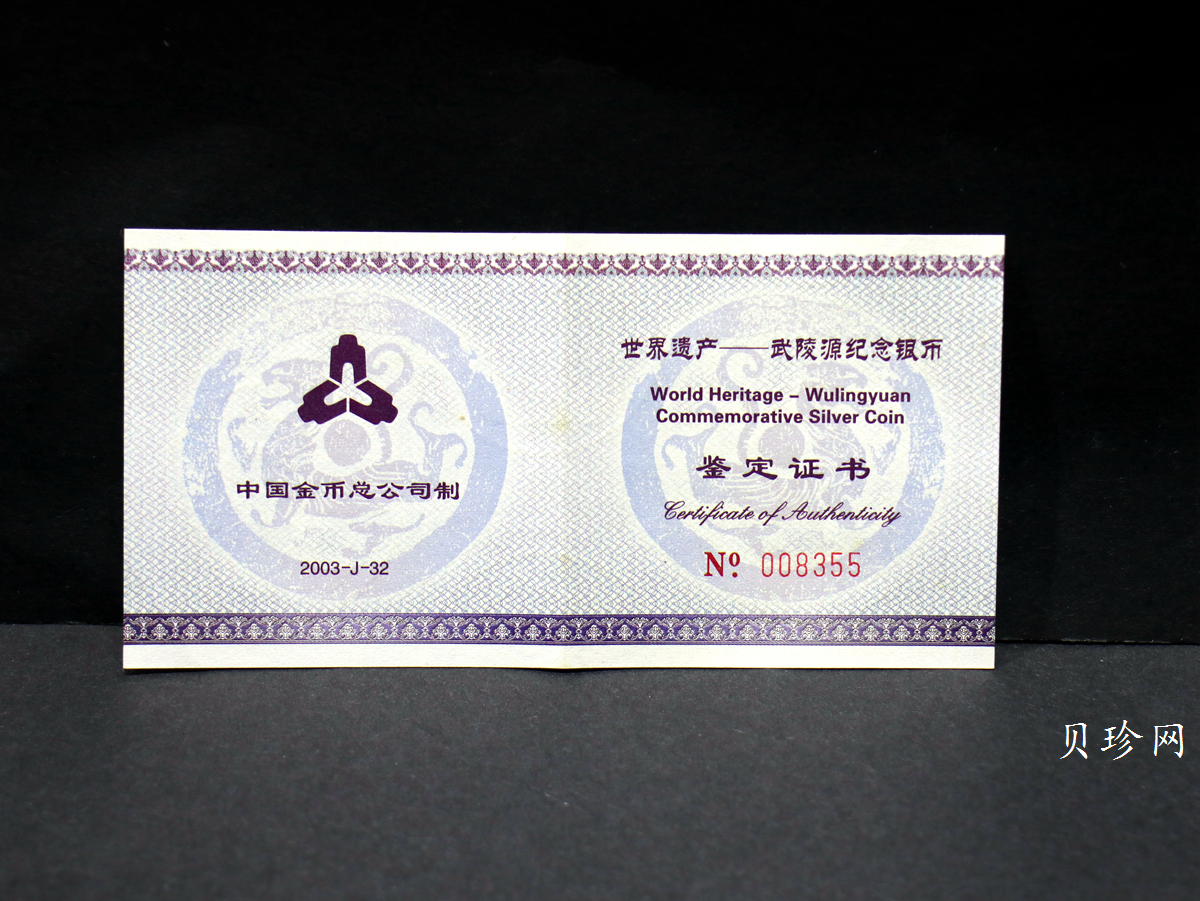 中国金币总公司制
2003-J-32
世界遗产——武陵源纪念银币
World Heritage – Wulingyuan
Commemorative Silver Coin
鉴定证书
Certificate of Authenticity
Nº 008355
贝珍网